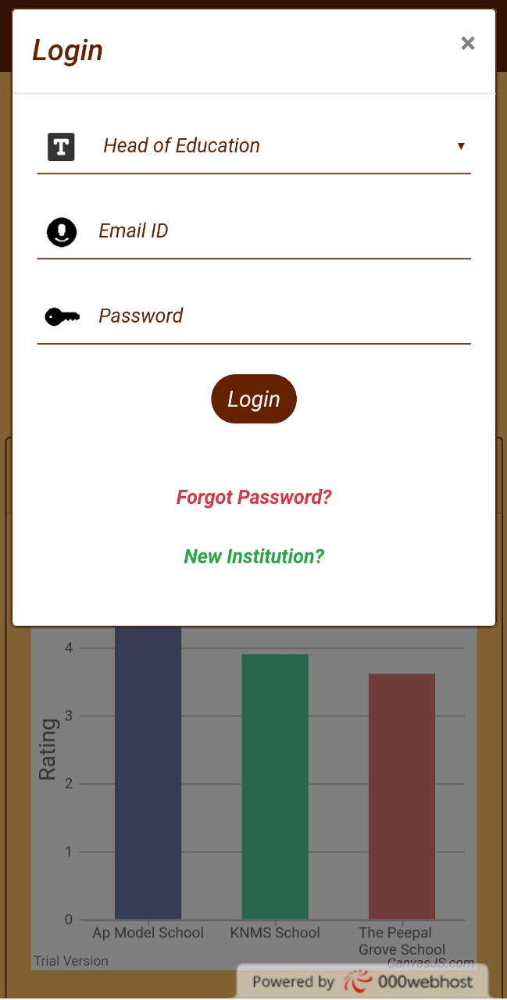 Login
×
T Head of Education ▼
Email ID
Password
Login
Forgot Password?
New Institution?
4
3
2
1
0
Rating
Ap Model School
KNMS School
The Peepal
Grove School
Trial Version
CanvasJS.com
Powered by 000webhost